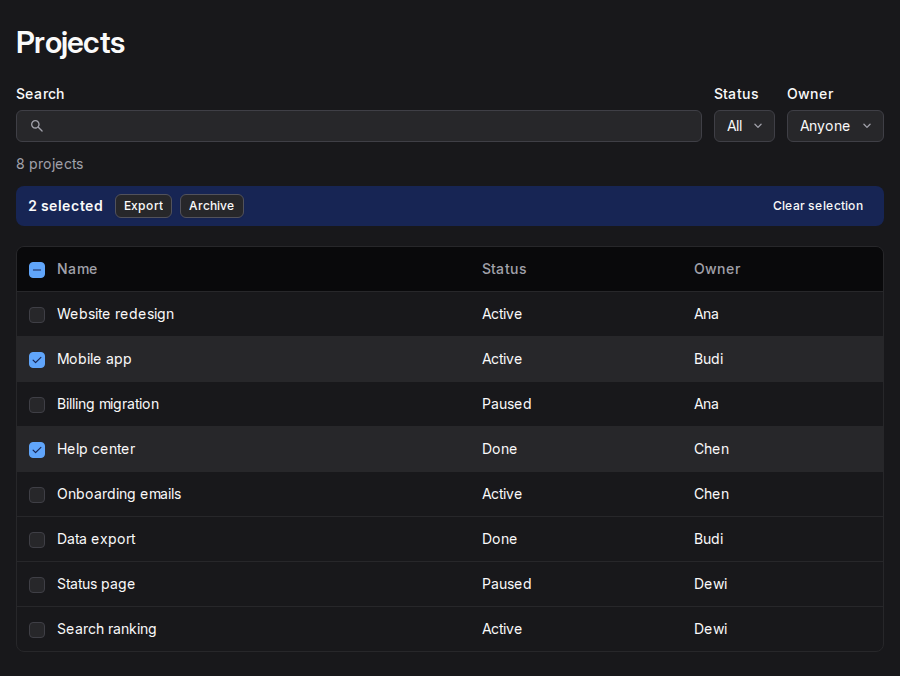 Projects
Search Status Owner
All Anyone
8 projects
2 selected Export Archive Clear selection
Name Status Owner
Website redesign Active Ana
Mobile app Active Budi
Billing migration Paused Ana
Help center Done Chen
Onboarding emails Active Chen
Data export Done Budi
Status page Paused Dewi
Search ranking Active Dewi